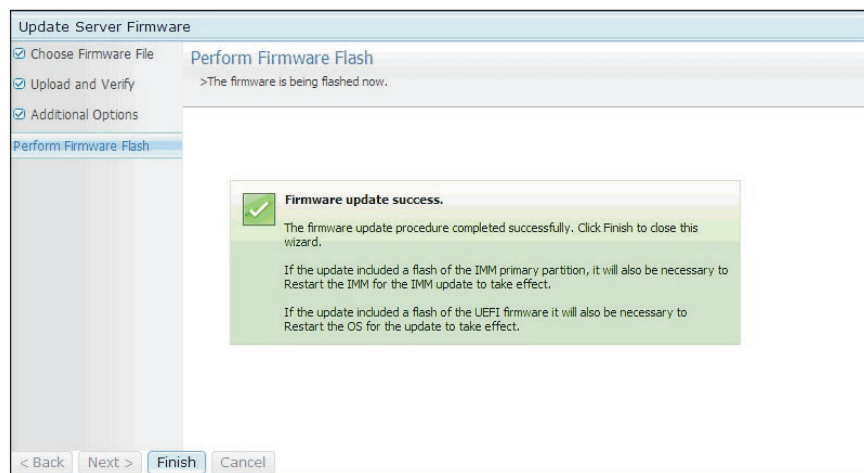 Update Server Firmware
Choose Firmware File
Upload and Verify
Additional Options
Perform Firmware Flash
Perform Firmware Flash
>The firmware is being flashed now.
Firmware update success.
The firmware update procedure completed successfully. Click Finish to close this
wizard.
If the update included a flash of the IMM primary partition, it will also be necessary to
Restart the IMM for the IMM update to take effect.
If the update included a flash of the UEFI firmware it will also be necessary to
Restart the OS for the update to take effect.
< Back Next > Finish Cancel